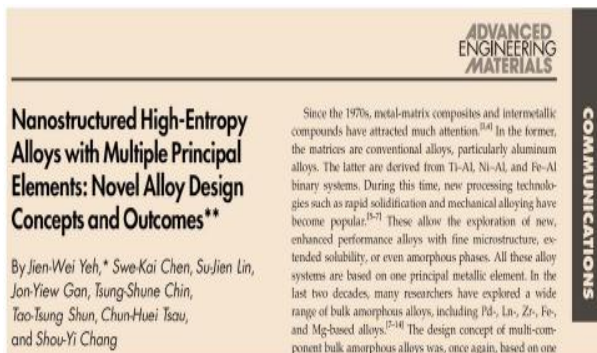 ADVANCED
ENGINEERING
MATERIALS
Nanostructured High-Entropy
Alloys with Multiple Principal
Elements: Novel Alloy Design
Concepts and Outcomes**
By Jien-Wei Yeh,* Swe-Kai Chen, Su-Jien Lin,
Jon-Yiew Gan, Tsung-Shune Chin,
Tao-Tsung Shun, Chun-Huei Tsau,
and Shou-Yi Chang
Since the 1970s, metal-matrix composites and intermetallic
compounds have attracted much attention.[3,4] In the former,
the matrices are conventional alloys, particularly aluminum
alloys. The latter are derived from Ti–Al, Ni–Al, and Fe–Al
binary systems. During this time, new processing technolo-
gies such as rapid solidification and mechanical alloying have
become popular.[5–7] These allow the exploration of new,
enhanced performance alloys with fine microstructure, ex-
tended solubility, or even amorphous phases. All these alloy
systems are based on one principal metallic element. In the
last two decades, many researchers have explored a wide
range of bulk amorphous alloys, including Pd-, Ln-, Zr-, Fe-,
and Mg-based alloys.[7–14] The design concept of multi-com-
ponent bulk amorphous alloys was, once again, based on one
COMMUNICATIONS